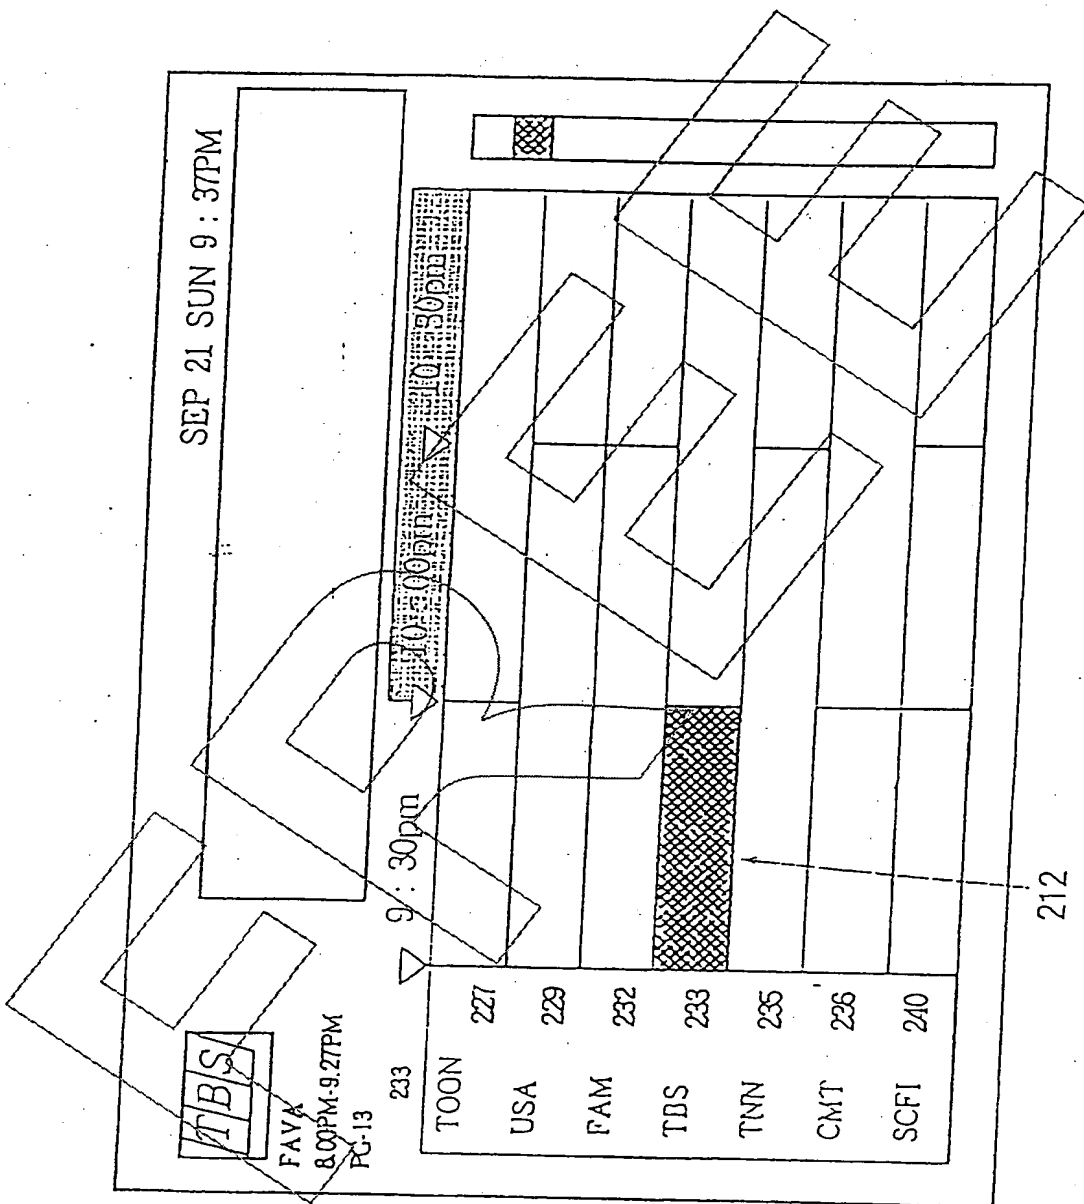 SEP 21 SUN 9 : 37PM
TBS
FAVA
8.00PM-9.27PM
PG-13
233
9 : 30pm
10 : 00pm
10 : 30pm
TOON 227
USA 229
FAM 232
TBS 233
TNN 235
CMT 236
SCFI 240
212
FREE